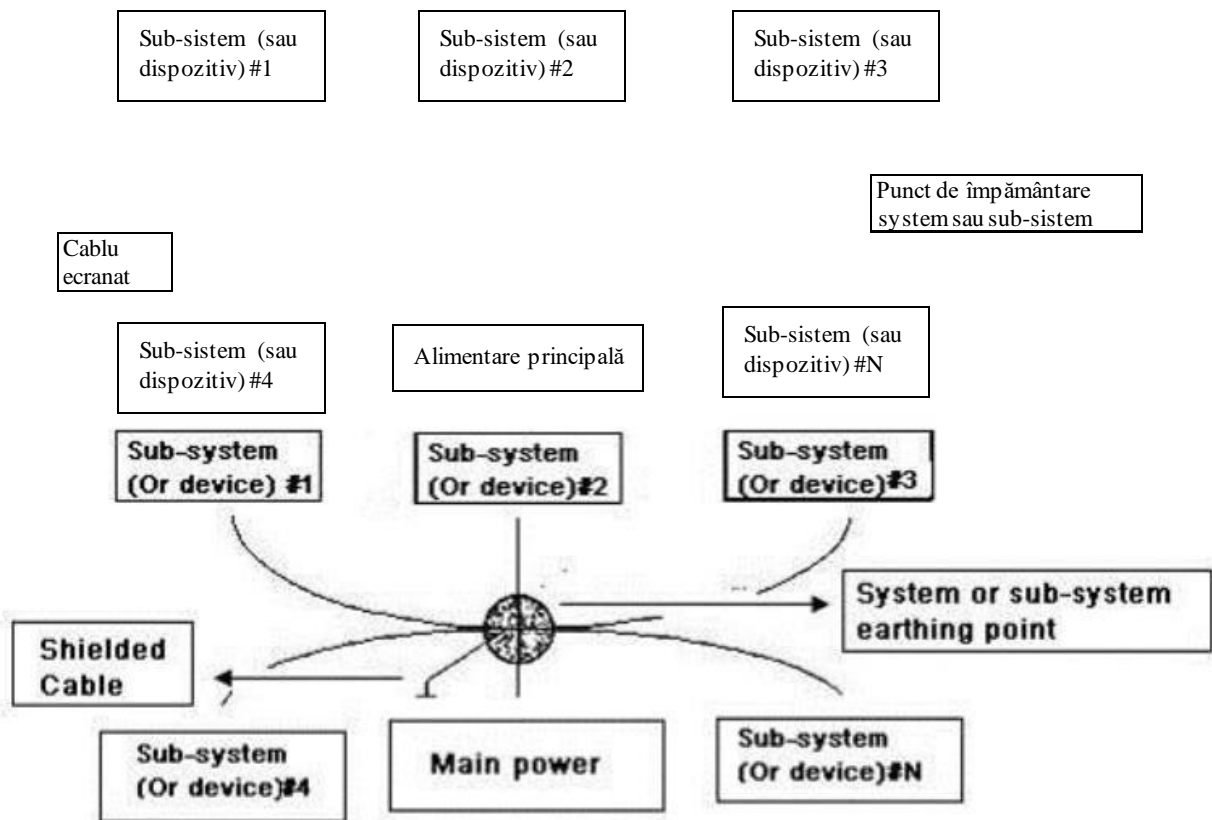 Sub-sistem (sau
dispozitiv) #1
Sub-sistem (sau
dispozitiv) #2
Sub-sistem (sau
dispozitiv) #3
Punct de împământare
system sau sub-sistem
Cablu
ecranat
Sub-sistem (sau
dispozitiv) #4
Alimentare principală
Sub-sistem (sau
dispozitiv) #N
Sub-system
(Or device) #1
Sub-system
(Or device)#2
Sub-system
(Or device)#3
System or sub-system
earthing point
Shielded
Cable
Sub-system
(Or device)#4
Main power
Sub-system
(Or device)#N